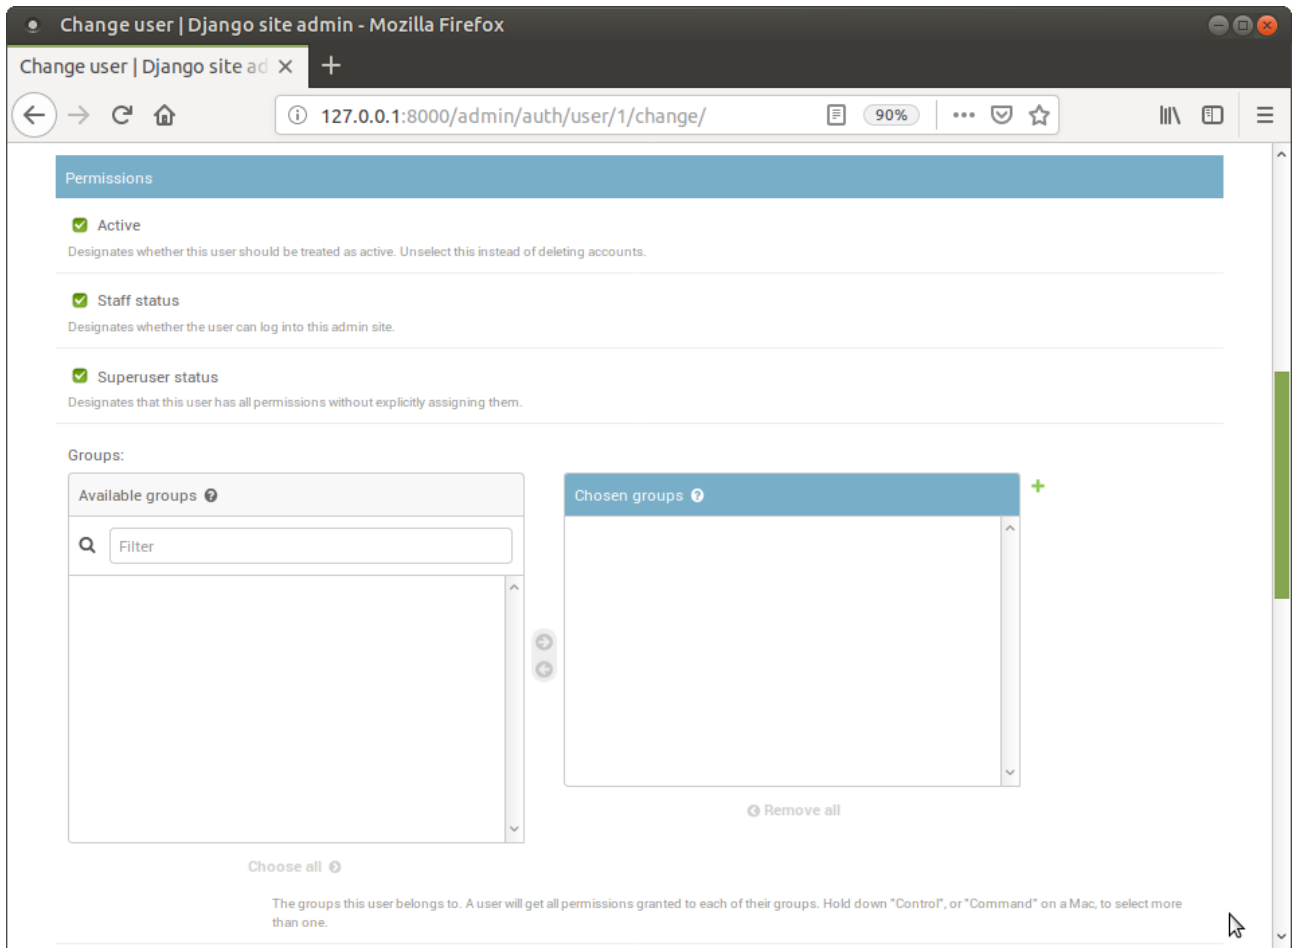 Change user | Django site admin - Mozilla Firefox
Change user | Django site ad
127.0.0.1:8000/admin/auth/user/1/change/
90%
Permissions
Active
Designates whether this user should be treated as active. Unselect this instead of deleting accounts.
Staff status
Designates whether the user can log into this admin site.
Superuser status
Designates that this user has all permissions without explicitly assigning them.
Groups:
Available groups
Filter
Choose all
Chosen groups
Remove all
The groups this user belongs to. A user will get all permissions granted to each of their groups. Hold down "Control", or "Command" on a Mac, to select more
than one.